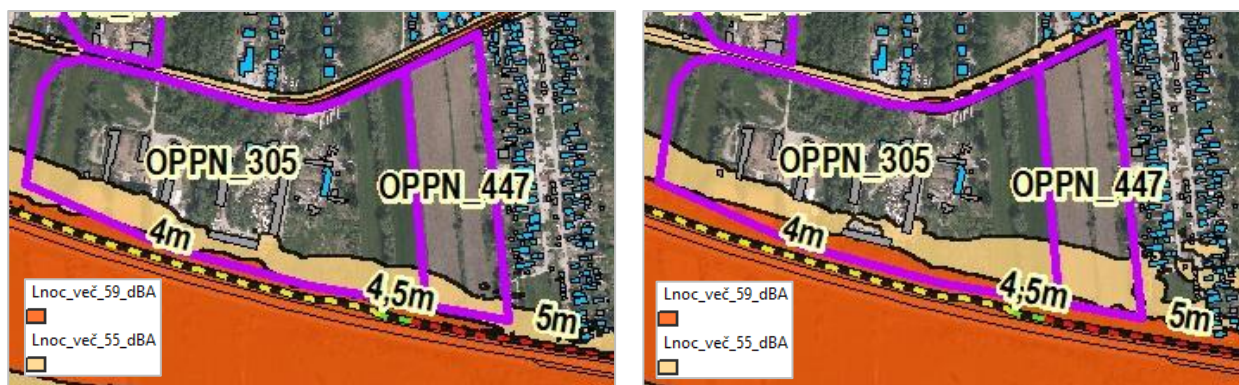 OPPN_305
OPPN_447
4m
4,5m
5m
Lnoc_več_59_dBA
Lnoc_več_55_dBA
OPPN_305
OPPN_447
4m
4,5m
5m
Lnoc_več_59_dBA
Lnoc_več_55_dBA